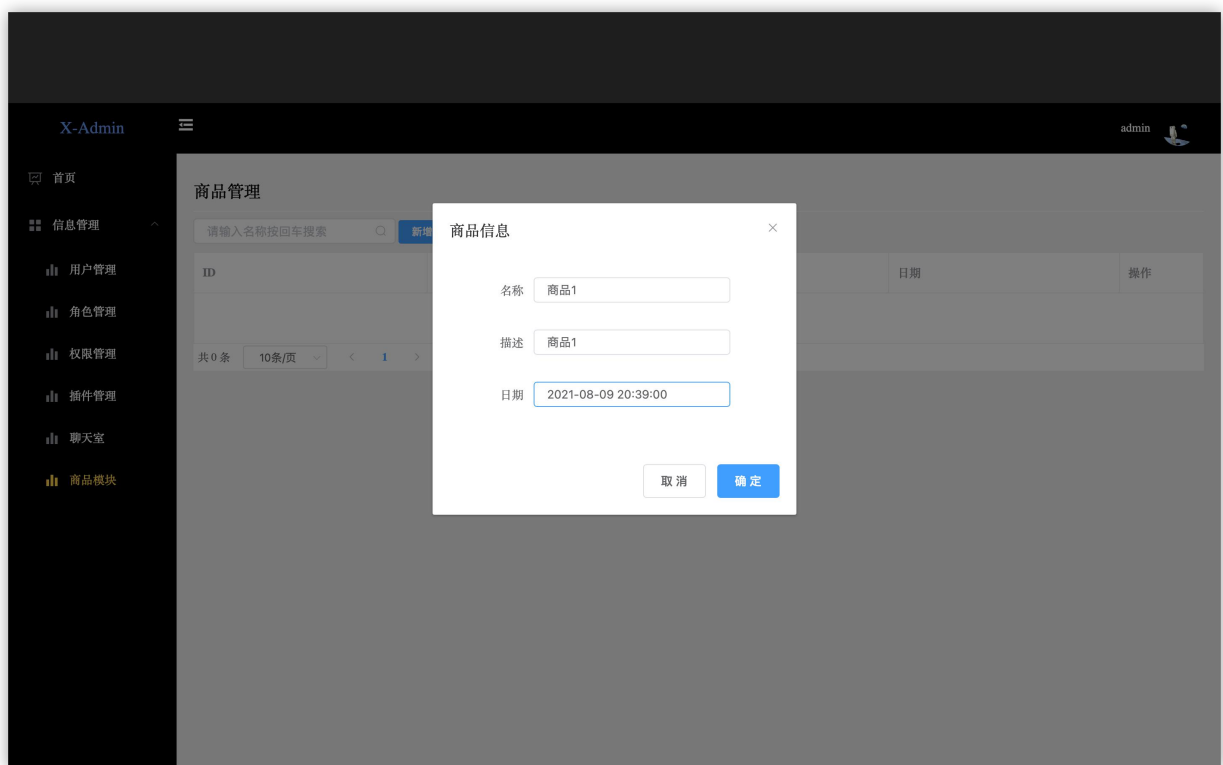 X-Admin
admin
首页
信息管理
用户管理
角色管理
权限管理
插件管理
聊天室
商品模块
商品管理
请输入名称按回车搜索
新增
ID
日期
操作
共 0 条
10条/页
1
商品信息
名称
商品1
描述
商品1
日期
2021-08-09 20:39:00
取 消
确 定